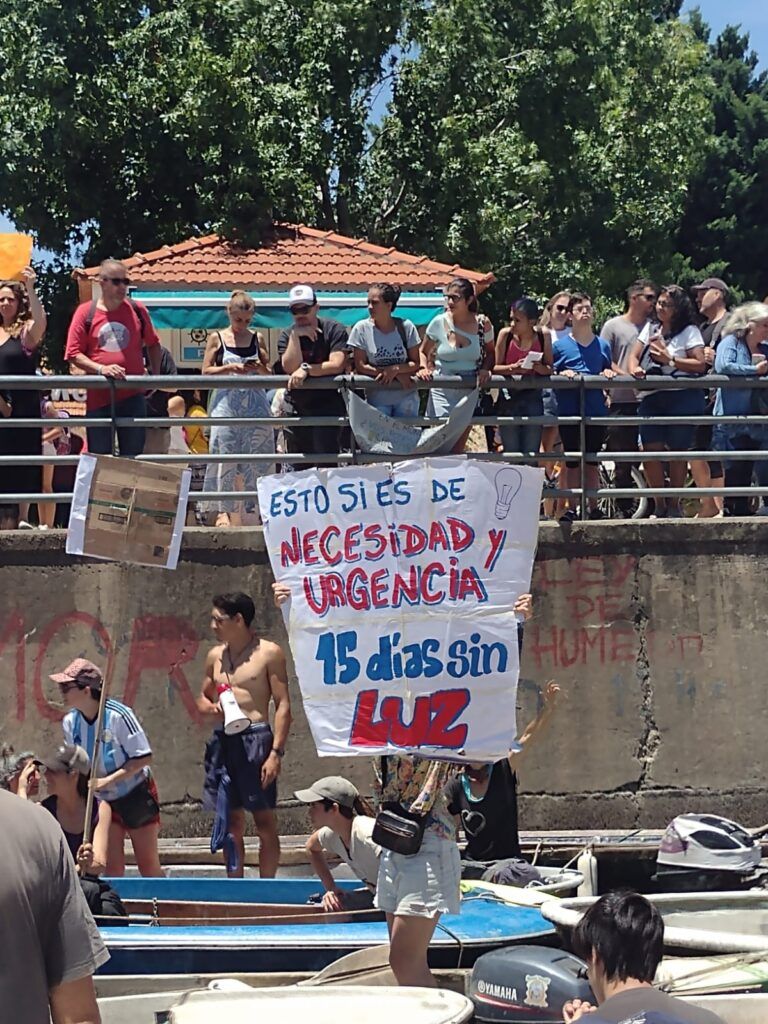 ESTO SI ES DE
NECESIDAD Y
URGENCIA
15 días sin
LUZ
LEY
DE
HUME
YAMAHA